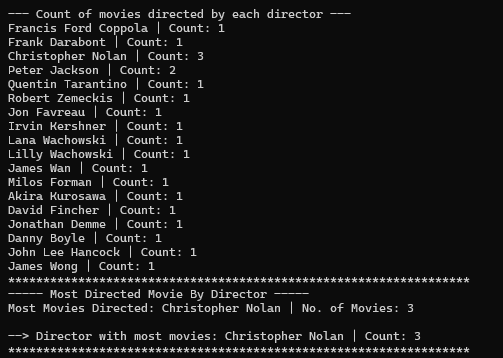 --- Count of movies directed by each director ---
Francis Ford Coppola | Count: 1
Frank Darabont | Count: 1
Christopher Nolan | Count: 3
Peter Jackson | Count: 2
Quentin Tarantino | Count: 1
Robert Zemeckis | Count: 1
Jon Favreau | Count: 1
Irvin Kershner | Count: 1
Lana Wachowski | Count: 1
Lilly Wachowski | Count: 1
James Wan | Count: 1
Milos Forman | Count: 1
Akira Kurosawa | Count: 1
David Fincher | Count: 1
Jonathan Demme | Count: 1
Danny Boyle | Count: 1
John Lee Hancock | Count: 1
James Wong | Count: 1
******************************************************************
----- Most Directed Movie By Director -----
Most Movies Directed: Christopher Nolan | No. of Movies: 3
--> Director with most movies: Christopher Nolan | Count: 3
******************************************************************